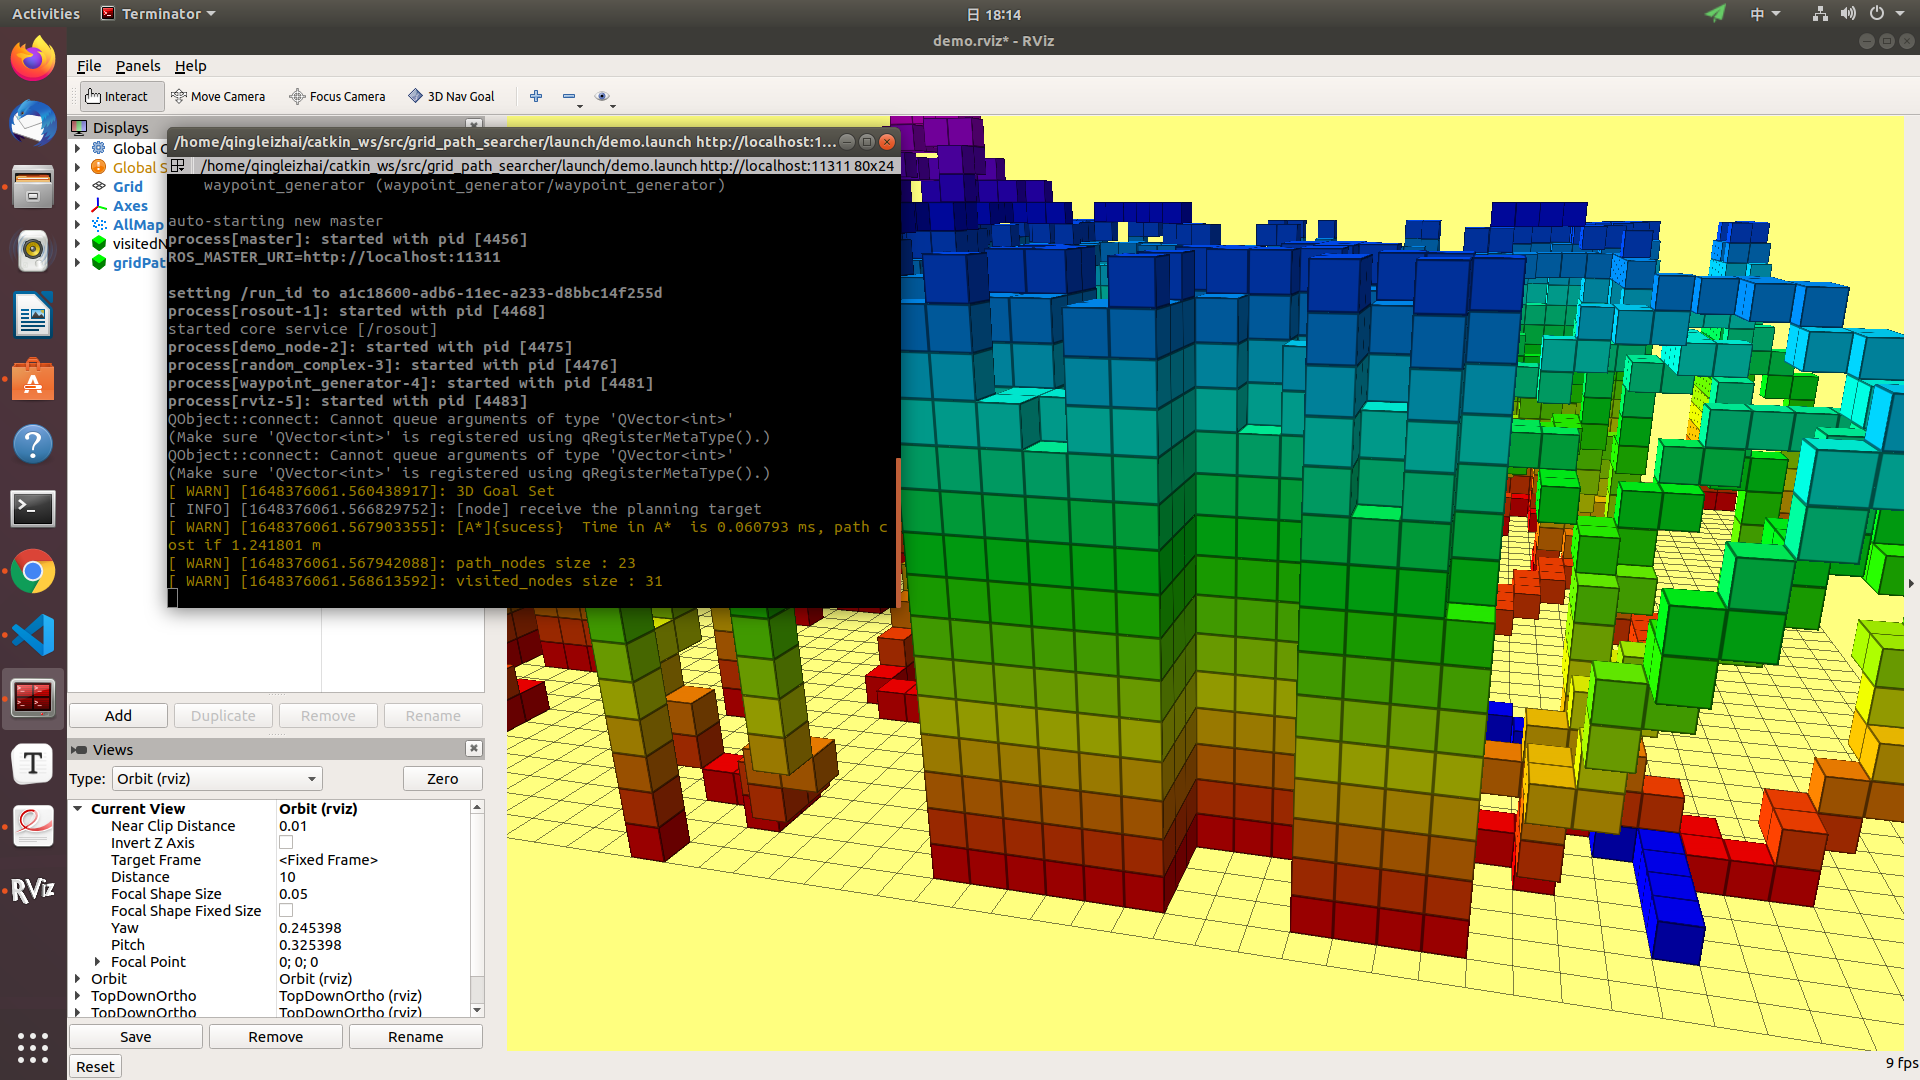 Activities
Terminator
日 18:14
中
demo.rviz* - RViz
File Panels Help
Interact
Move Camera
Focus Camera
3D Nav Goal
Displays
Global
Global S
Grid
Axes
AllMap
visitedN
gridPat
/home/qingleizhai/catkin_ws/src/grid_path_searcher/launch/demo.launch http://localhost:1...
/home/qingleizhai/catkin_ws/src/grid_path_searcher/launch/demo.launch http://localhost:11311 80x24
waypoint_generator (waypoint_generator/waypoint_generator)
auto-starting new master
process[master]: started with pid [4456]
ROS_MASTER_URI=http://localhost:11311
setting /run_id to a1c18600-adb6-11ec-a233-d8bbc14f255d
process[rosout-1]: started with pid [4468]
started core service [/rosout]
process[demo_node-2]: started with pid [4475]
process[random_complex-3]: started with pid [4476]
process[waypoint_generator-4]: started with pid [4481]
process[rviz-5]: started with pid [4483]
QObject::connect: Cannot queue arguments of type 'QVector<int>'
(Make sure 'QVector<int>' is registered using qRegisterMetaType().)
QObject::connect: Cannot queue arguments of type 'QVector<int>'
(Make sure 'QVector<int>' is registered using qRegisterMetaType().)
[ WARN] [1648376061.560438917]: 3D Goal Set
[ INFO] [1648376061.566829752]: [node] receive the planning target
[ WARN] [1648376061.567903355]: [A*]{sucess}  Time in A*  is 0.060793 ms, path c
ost if 1.241801 m
[ WARN] [1648376061.567942088]: path_nodes size : 23
[ WARN] [1648376061.568613592]: visited_nodes size : 31
Add
Duplicate
Remove
Rename
Views
Type: Orbit (rviz)
Zero
Current View Orbit (rviz)
Near Clip Distance 0.01
Invert Z Axis
Target Frame <Fixed Frame>
Distance 10
Focal Shape Size 0.05
Focal Shape Fixed Size
Yaw 0.245398
Pitch 0.325398
Focal Point 0; 0; 0
Orbit Orbit (rviz)
TopDownOrtho TopDownOrtho (rviz)
TopDownOrtho TopDownOrtho (rviz)
Save
Remove
Rename
Reset
9 fps
RViz
T